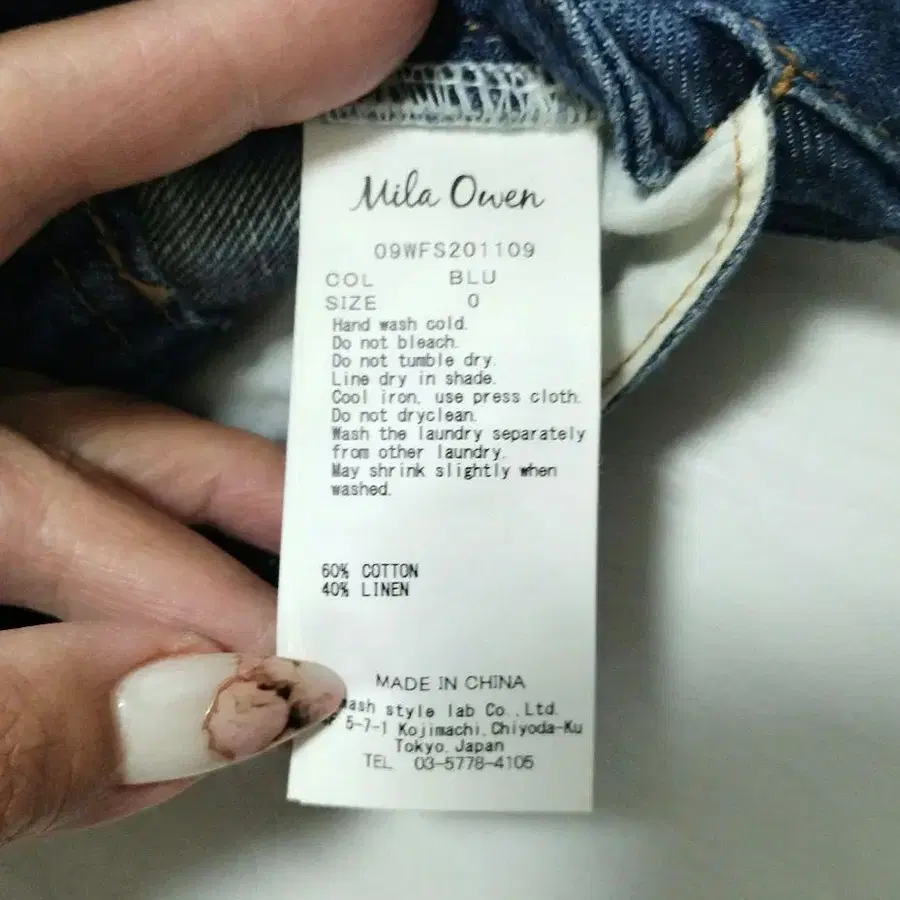 Mila Owen
09WFS201109
COL BLU
SIZE 0
Hand wash cold.
Do not bleach.
Do not tumble dry.
Line dry in shade.
Cool iron, use press cloth.
Do not dryclean.
Wash the laundry separately
from other laundry.
May shrink slightly when
washed.
60% COTTON
40% LINEN
MADE IN CHINA
style lab Co.,Ltd.
5-7-1 Kojimachi,Chiyoda-Ku
Tokyo,Japan
TEL 03-5778-4105